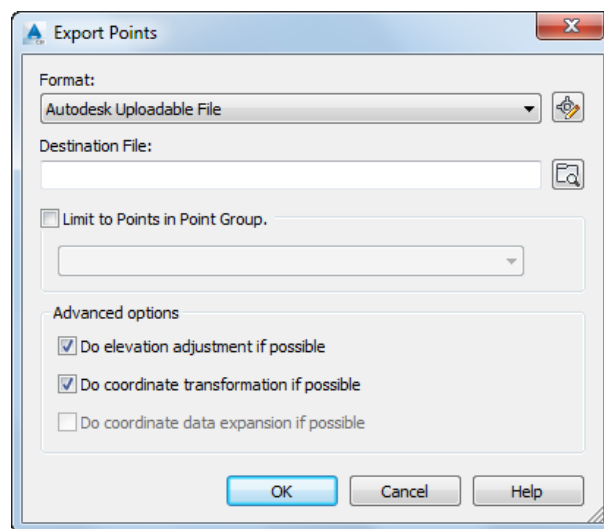 Export Points
Format:
Autodesk Uploadable File
Destination File:
Limit to Points in Point Group.
Advanced options
Do elevation adjustment if possible
Do coordinate transformation if possible
Do coordinate data expansion if possible
OK Cancel Help